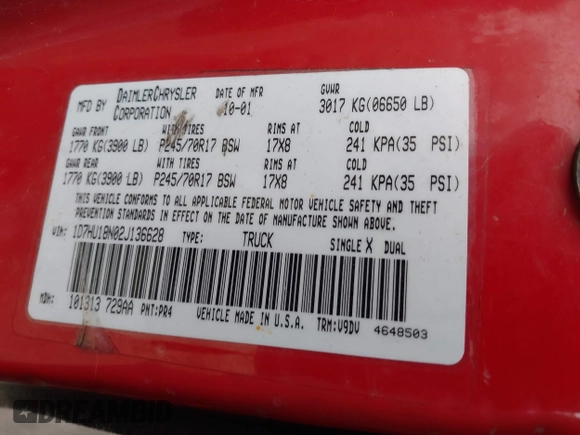 MFD BY DAIMLERCHRYSLER CORPORATION DATE OF MFR 10-01 GVWR 3017 KG(06650 LB)
GAWR FRONT WITH TIRES RIMS AT COLD
1770 KG(3900 LB) P245/70R17 BSW 17X8 241 KPA(35 PSI)
GAWR REAR WITH TIRES RIMS AT COLD
1770 KG(3900 LB) P245/70R17 BSW 17X8 241 KPA(35 PSI)
THIS VEHICLE CONFORMS TO ALL APPLICABLE FEDERAL MOTOR VEHICLE SAFETY AND THEFT
PREVENTION STANDARDS IN EFFECT ON THE DATE OF MANUFACTURE SHOWN ABOVE.
VIN: 1D7HU18N02J136628 TYPE: TRUCK SINGLE X DUAL
MDH: 101313 729AA PNT:PR4 VEHICLE MADE IN U.S.A. TRM:V9DV 4648503
DREAMBID